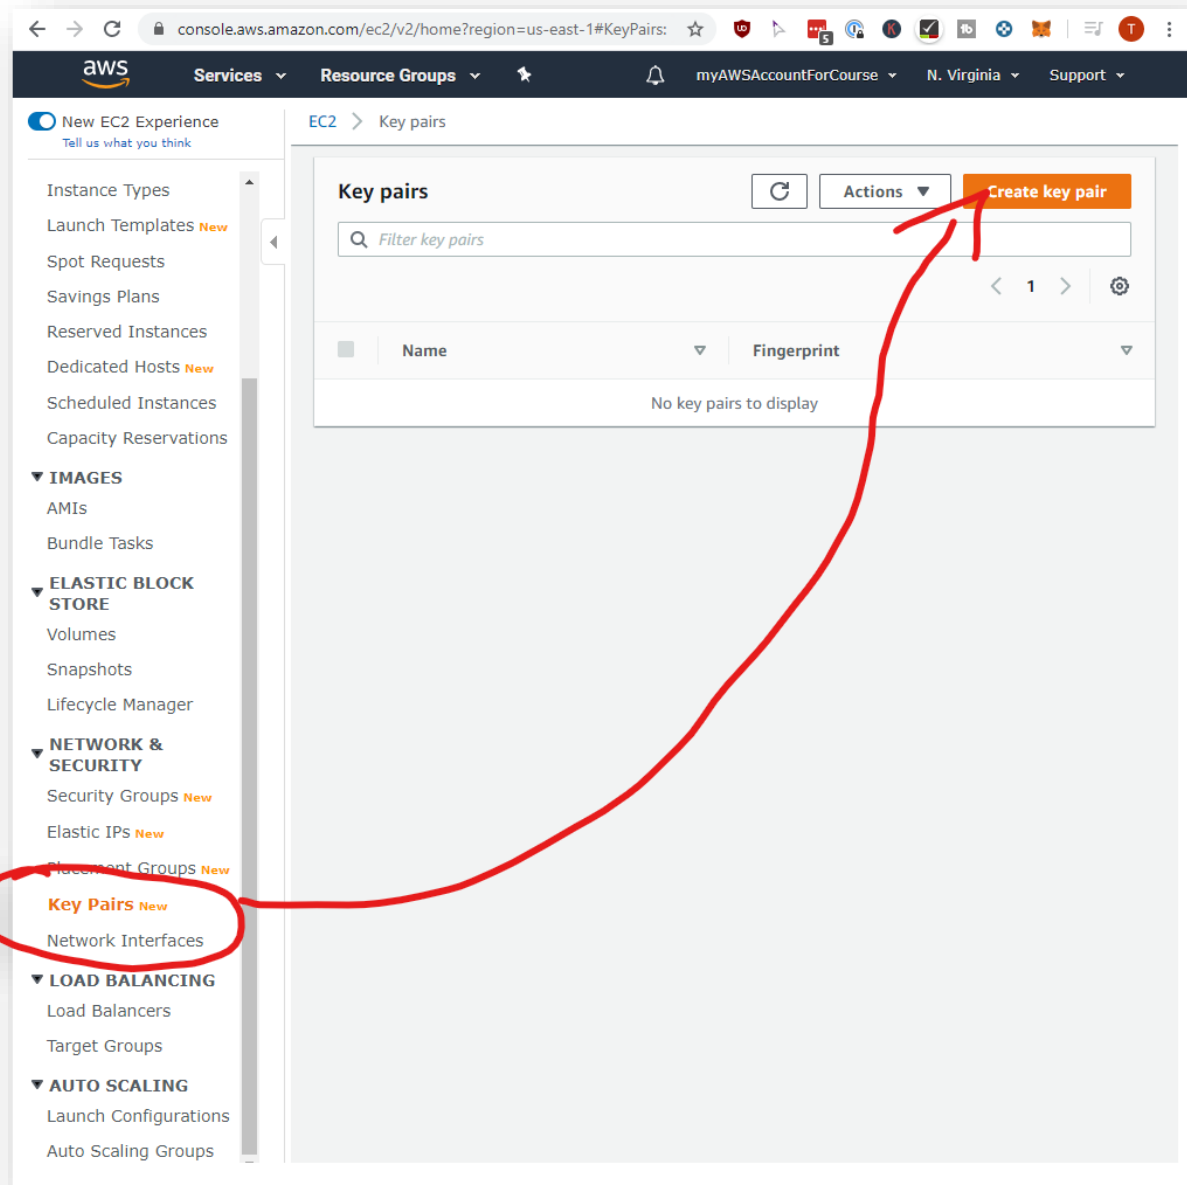 console.aws.amazon.com/ec2/v2/home?region=us-east-1#KeyPairs:
5
K
tb
T
aws Services Resource Groups myAWSAccountForCourse N. Virginia Support
New EC2 Experience
Tell us what you think
EC2 > Key pairs
Instance Types
Launch Templates New
Spot Requests
Savings Plans
Reserved Instances
Dedicated Hosts New
Scheduled Instances
Capacity Reservations
IMAGES
AMIs
Bundle Tasks
ELASTIC BLOCK
STORE
Volumes
Snapshots
Lifecycle Manager
NETWORK &
SECURITY
Security Groups New
Elastic IPs New
Placement Groups New
Key Pairs New
Network Interfaces
LOAD BALANCING
Load Balancers
Target Groups
AUTO SCALING
Launch Configurations
Auto Scaling Groups
Key pairs Actions Create key pair
Filter key pairs
1
Name Fingerprint
No key pairs to display